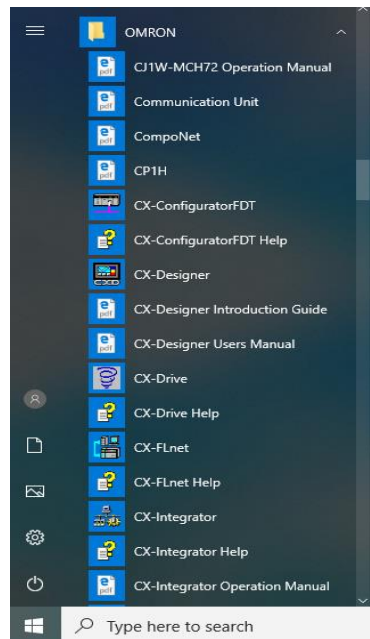 OMRON
CJ1W-MCH72 Operation Manual
Communication Unit
CompoNet
CP1H
CX-ConfiguratorFDT
CX-ConfiguratorFDT Help
CX-Designer
CX-Designer Introduction Guide
CX-Designer Users Manual
CX-Drive
CX-Drive Help
CX-FLnet
CX-FLnet Help
CX-Integrator
CX-Integrator Help
CX-Integrator Operation Manual
Type here to search